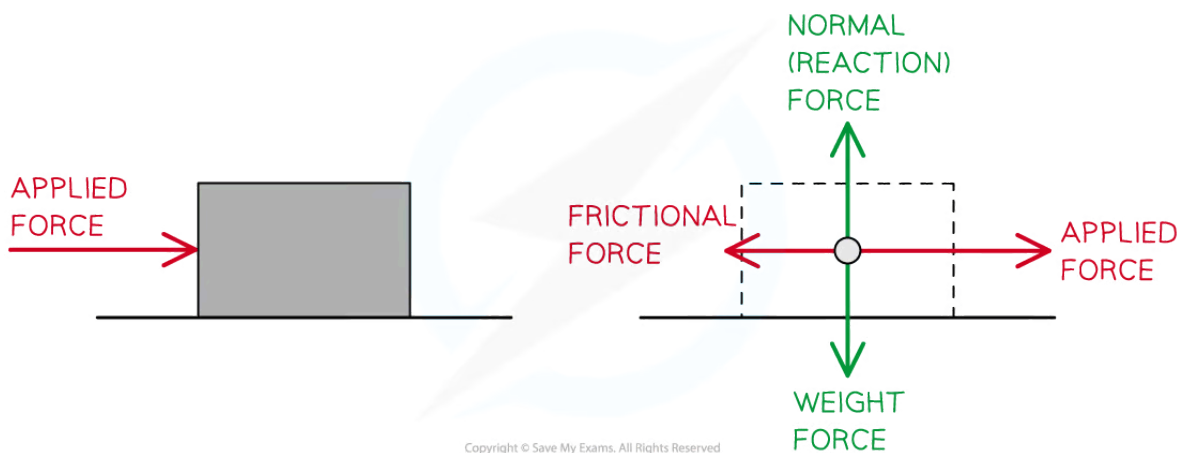 APPLIED
FORCE
NORMAL
(REACTION)
FORCE
FRICTIONAL
FORCE
APPLIED
FORCE
WEIGHT
FORCE
Copyright © Save My Exams. All Rights Reserved